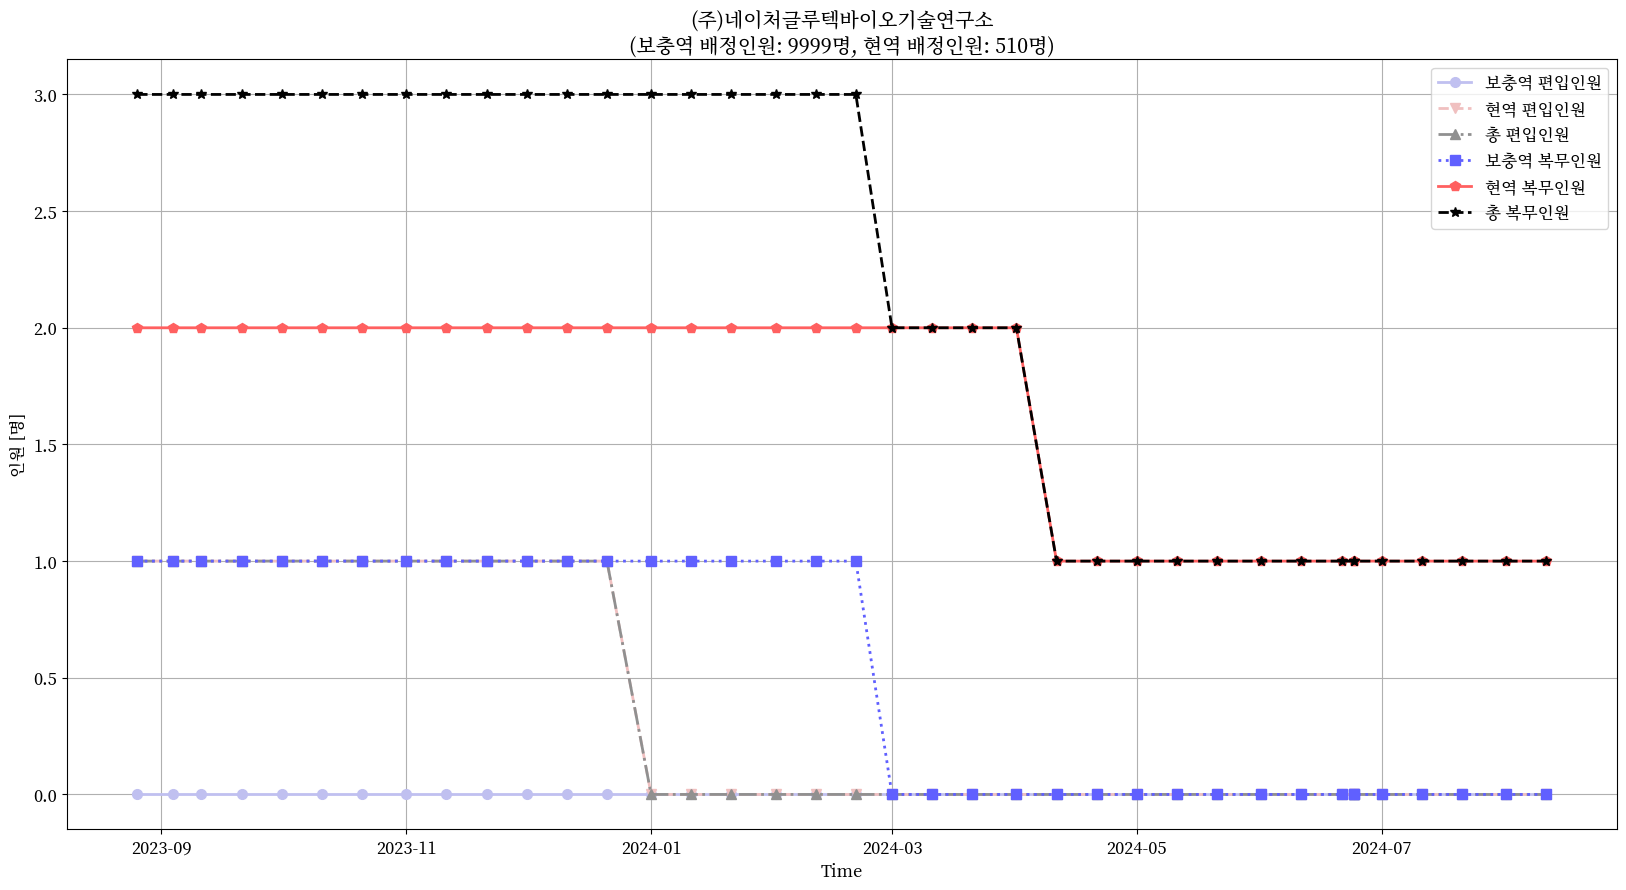 (주)네이처글루텍바이오기술연구소
(보충역 배정인원: 9999명, 현역 배정인원: 510명)
보충역 편입인원
현역 편입인원
총 편입인원
보충역 복무인원
현역 복무인원
총 복무인원
3.0
2.5
2.0
1.5
1.0
0.5
0.0
인원 [명]
2023-09
2023-11
2024-01
2024-03
2024-05
2024-07
Time